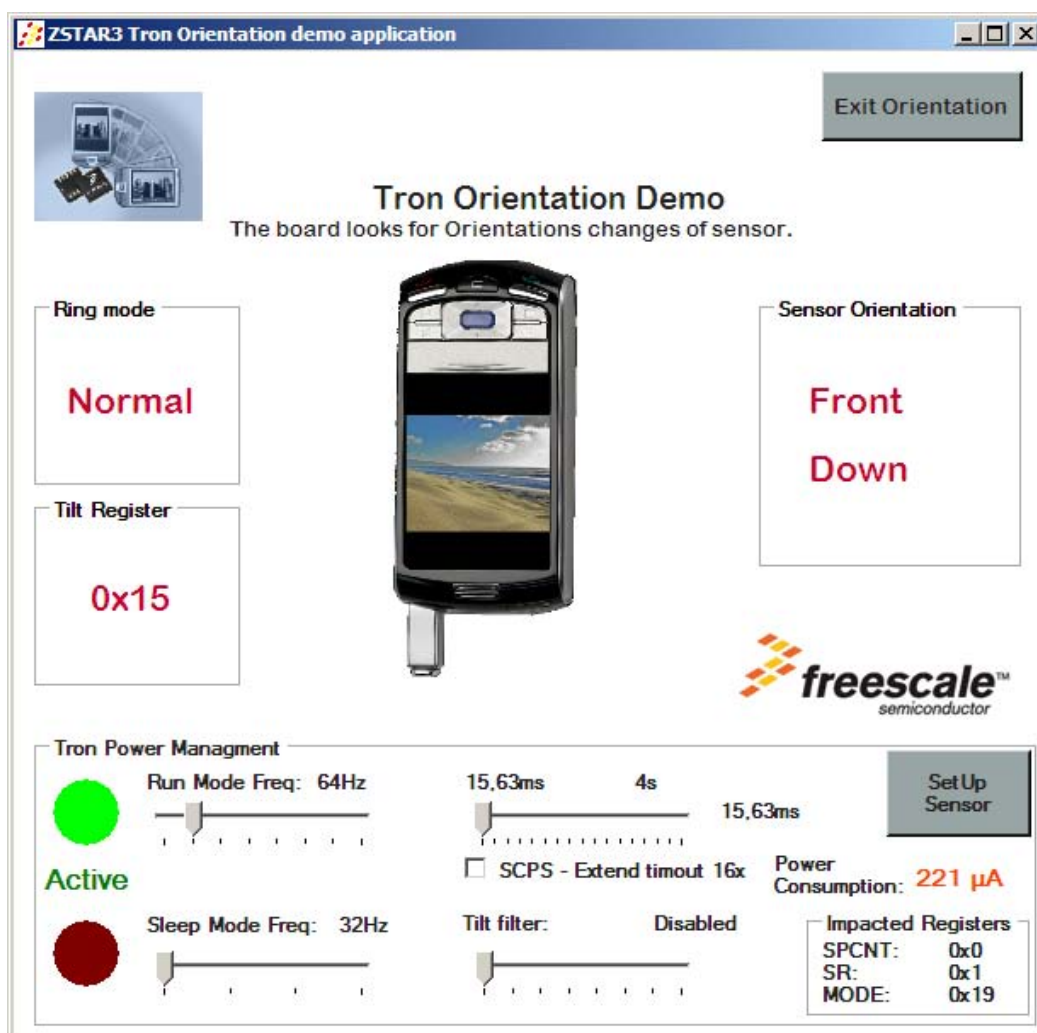 ZSTAR3 Tron Orientation demo application
Exit Orientation
Tron Orientation Demo
The board looks for Orientations changes of sensor.
Ring mode
Normal
Sensor Orientation
Front
Down
Tilt Register
0x15
freescale™
semiconductor
Tron Power Managment
Run Mode Freq: 64Hz
15,63ms 4s
15,63ms
SetUp
Sensor
Active
SCPS - Extend timout 16x
Power
Consumption: 221 µA
Sleep Mode Freq: 32Hz
Tilt filter: Disabled
Impacted Registers
SPCNT: 0x0
SR: 0x1
MODE: 0x19